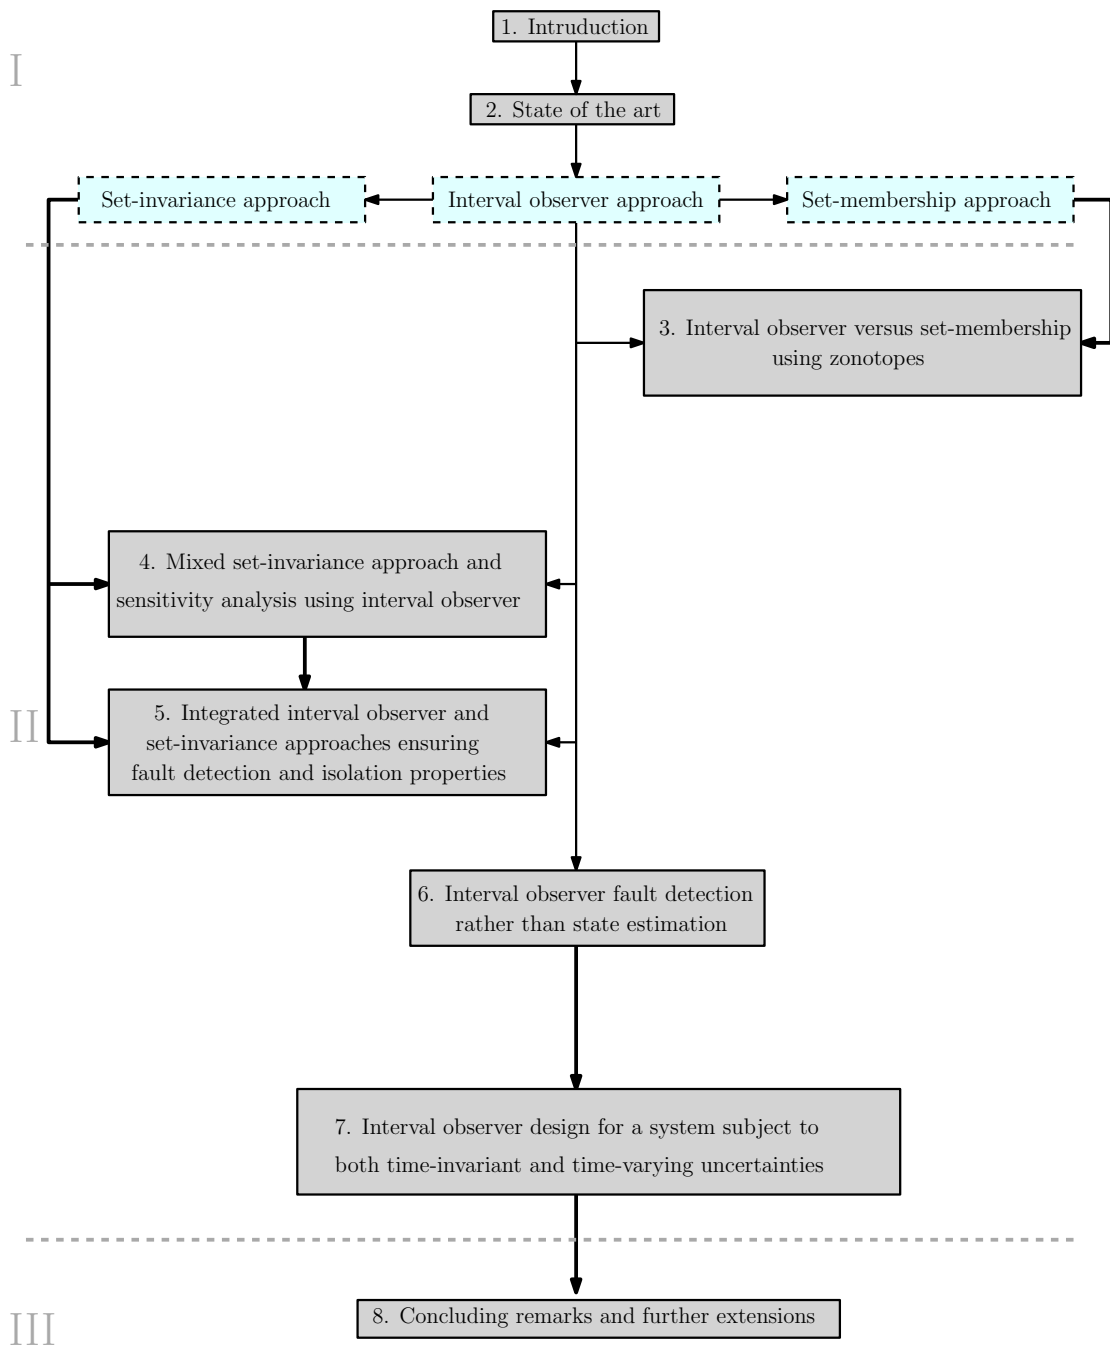 1. Intruduction
I
2. State of the art
Set-invariance approach
Interval observer approach
Set-membership approach
3. Interval observer versus set-membership
using zonotopes
4. Mixed set-invariance approach and
sensitivity analysis using interval observer
II
5. Integrated interval observer and
set-invariance approaches ensuring
fault detection and isolation properties
6. Interval observer fault detection
rather than state estimation
7. Interval observer design for a system subject to
both time-invariant and time-varying uncertainties
8. Concluding remarks and further extensions
III